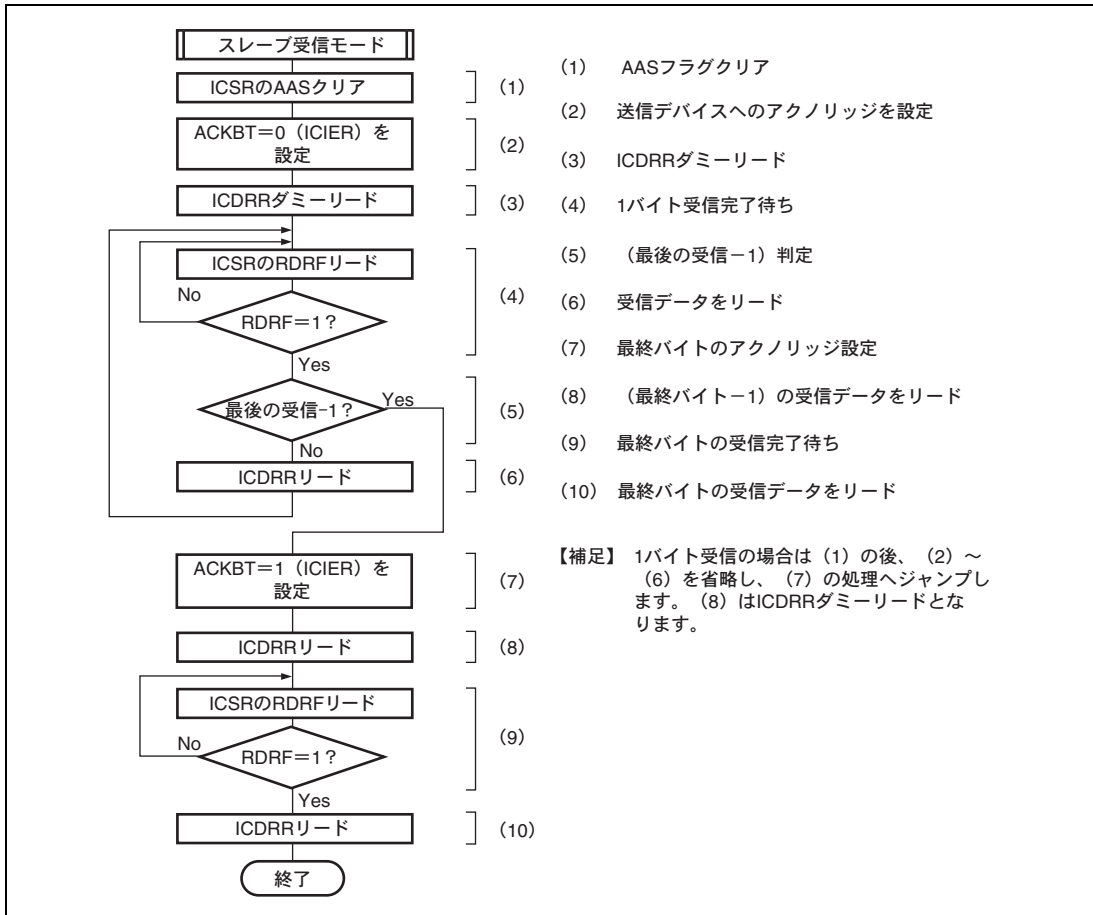 スレーブ受信モード
ICSRのAASクリア
(1)
ACKBT＝0（ICIER）を
設定
(2)
ICDRRダミーリード
(3)
ICSRのRDRFリード
No
RDRF＝1？
(4)
Yes
最後の受信-1？
Yes
(5)
No
ICDRRリード
(6)
ACKBT＝1（ICIER）を
設定
(7)
ICDRRリード
(8)
ICSRのRDRFリード
No
RDRF＝1？
(9)
Yes
ICDRRリード
(10)
終了
(1) AASフラグクリア
(2) 送信デバイスへのアクノリッジを設定
(3) ICDRRダミーリード
(4) 1バイト受信完了待ち
(5) （最後の受信－1）判定
(6) 受信データをリード
(7) 最終バイトのアクノリッジ設定
(8) （最終バイト－1）の受信データをリード
(9) 最終バイトの受信完了待ち
(10) 最終バイトの受信データをリード
【補足】 1バイト受信の場合は（1）の後、（2）～
（6）を省略し、（7）の処理へジャンプし
ます。（8）はICDRRダミーリードとな
ります。